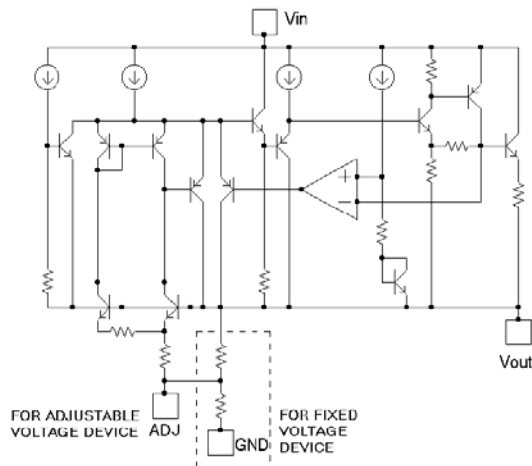 Vin
+
−
Vout
FOR ADJUSTABLE
VOLTAGE DEVICE
ADJ
GND
FOR FIXED
VOLTAGE
DEVICE